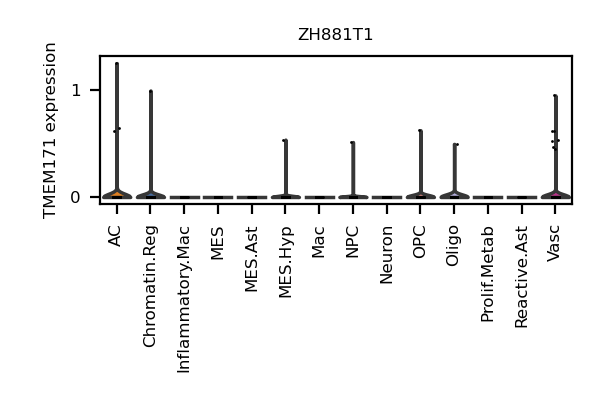 ZH881T1
TMEM171 expression
1
0
AC
Chromatin.Reg
Inflammatory.Mac
MES
MES.Ast
MES.Hyp
Mac
NPC
Neuron
OPC
Oligo
Prolif.Metab
Reactive.Ast
Vasc